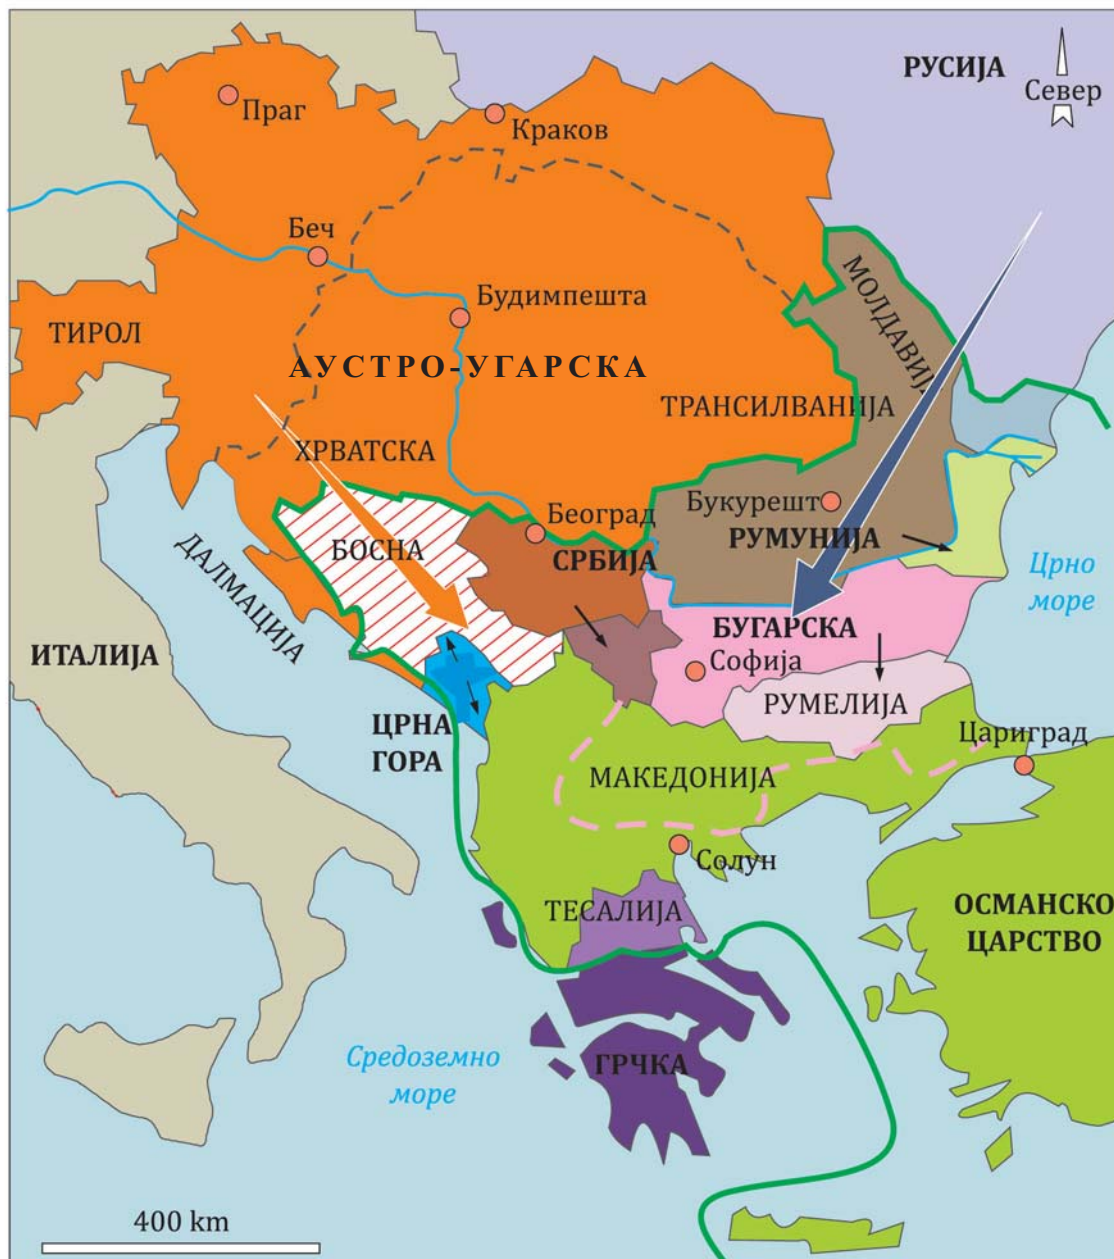 РУСИЈА
Север
Праг
Краков
Беч
МОЛДАВИЈА
Будимпешта
ТИРОЛ
АУСТРО-УГАРСКА
ТРАНСИЛВАНИЈА
ХРВАТСКА
Букурешт
Београд
БОСНА
СРБИЈА
РУМУНИЈА
ДАЛМАЦИЈА
Црно
море
БУГАРСКА
ИТАЛИЈА
Софија
РУМЕЛИЈА
ЦРНА
ГОРА
Цариград
МАКЕДОНИЈА
Солун
ТЕСАЛИЈА
ОСМАНСКО
ЦАРСТВО
Средоземно
море
ГРЧКА
400 km